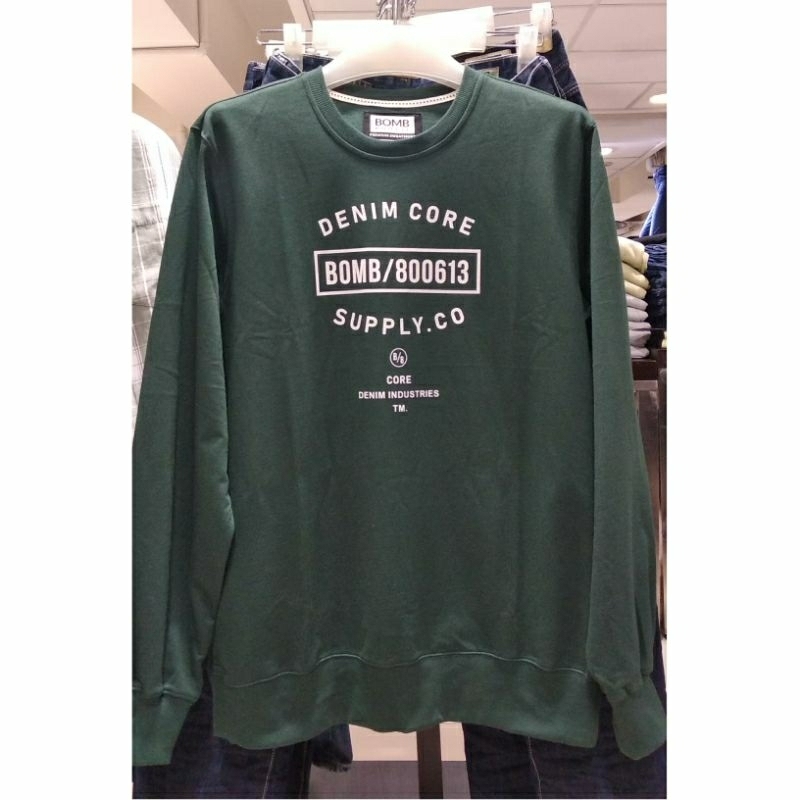 BOMB
DENIM CORE
BOMB/800613
SUPPLY.CO
B/B
CORE
DENIM INDUSTRIES
TM.